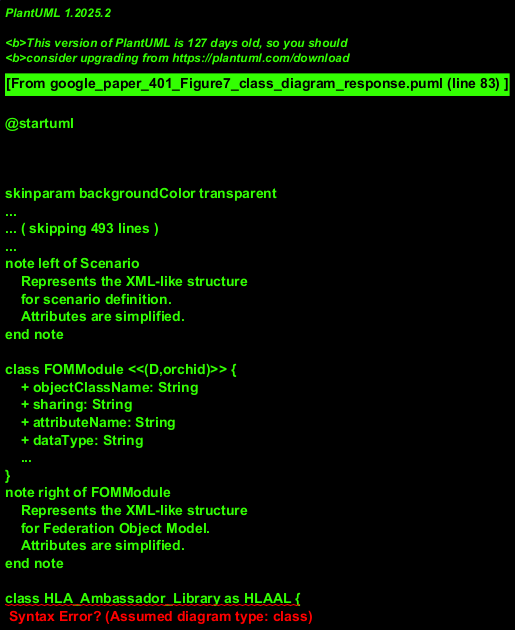 PlantUML 1.2025.2
<b>This version of PlantUML is 127 days old, so you should
<b>consider upgrading from https://plantuml.com/download
[From google_paper_401_Figure7_class_diagram_response.puml (line 83) ]
@startuml
skinparam backgroundColor transparent
...
... ( skipping 493 lines )
...
note left of Scenario
Represents the XML-like structure
for scenario definition.
Attributes are simplified.
end note
class FOMModule <<(D,orchid)>> {
+ objectClassName: String
+ sharing: String
+ attributeName: String
+ dataType: String
...
}
note right of FOMModule
Represents the XML-like structure
for Federation Object Model.
Attributes are simplified.
end note
class HLA_Ambassador_Library as HLAAL {
Syntax Error? (Assumed diagram type: class)